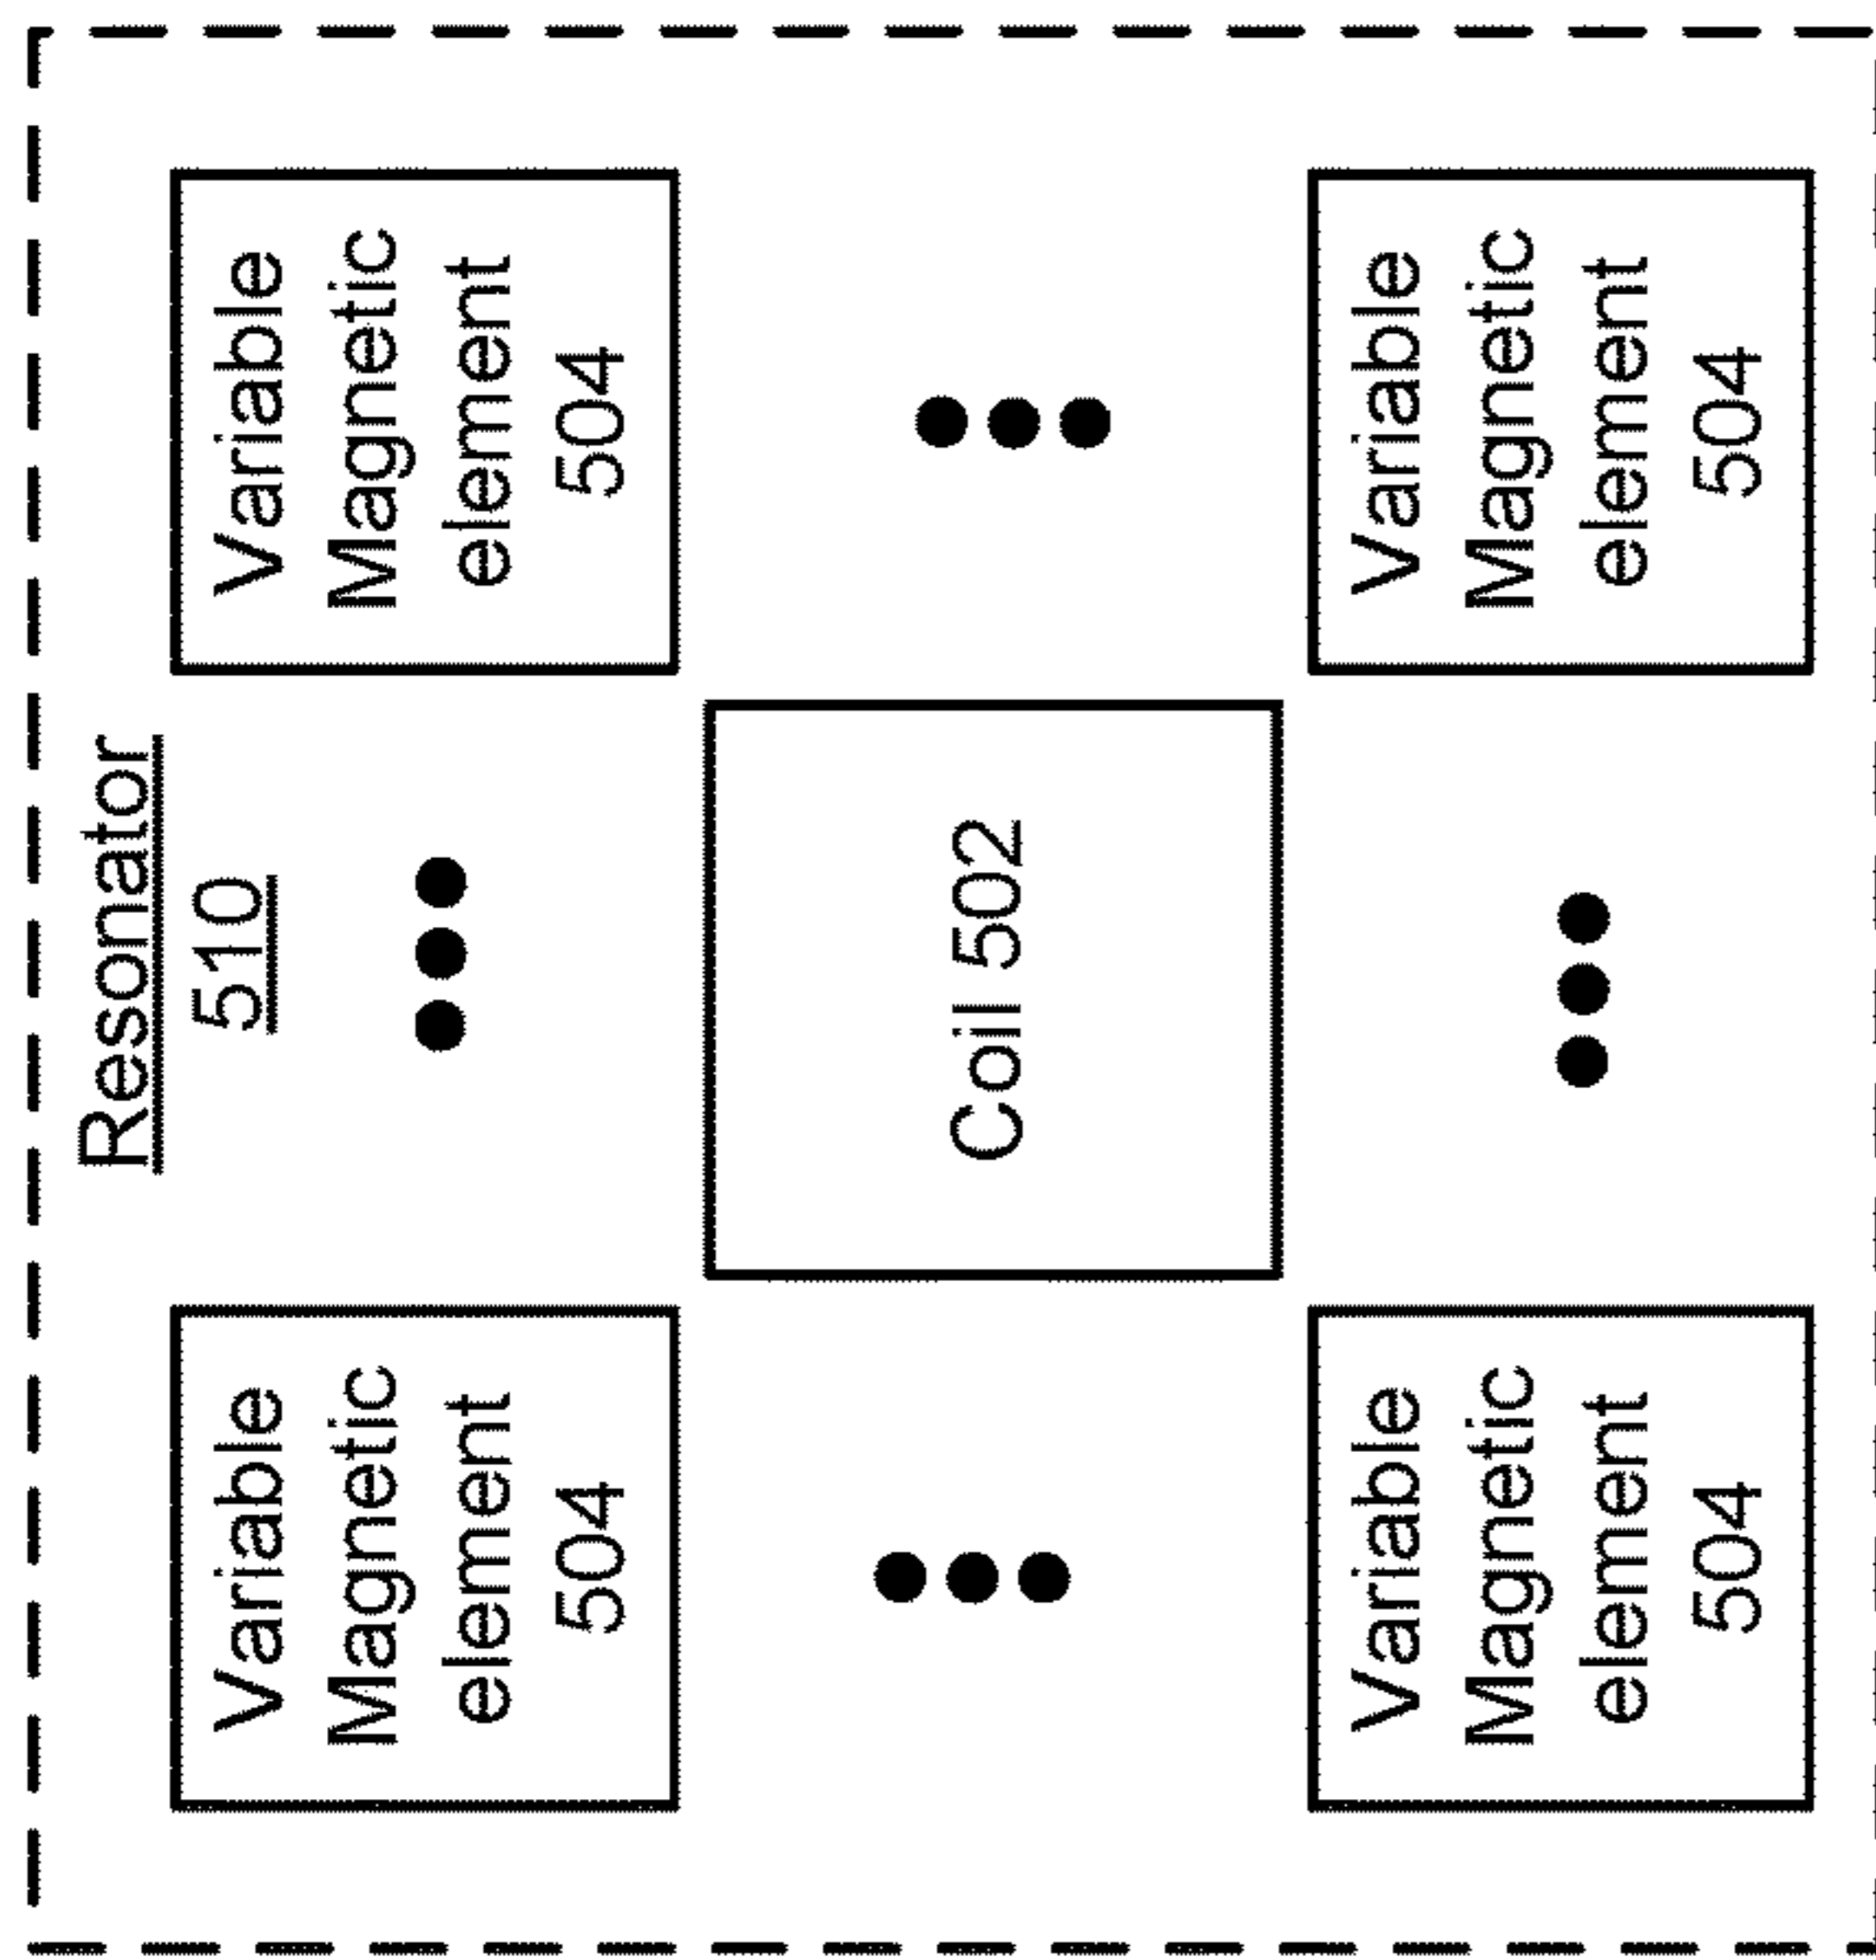 Resonator
510
Variable
Magnetic
element
504
Variable
Magnetic
element
504
Coil 502
Variable
Magnetic
element
504
Variable
Magnetic
element
504